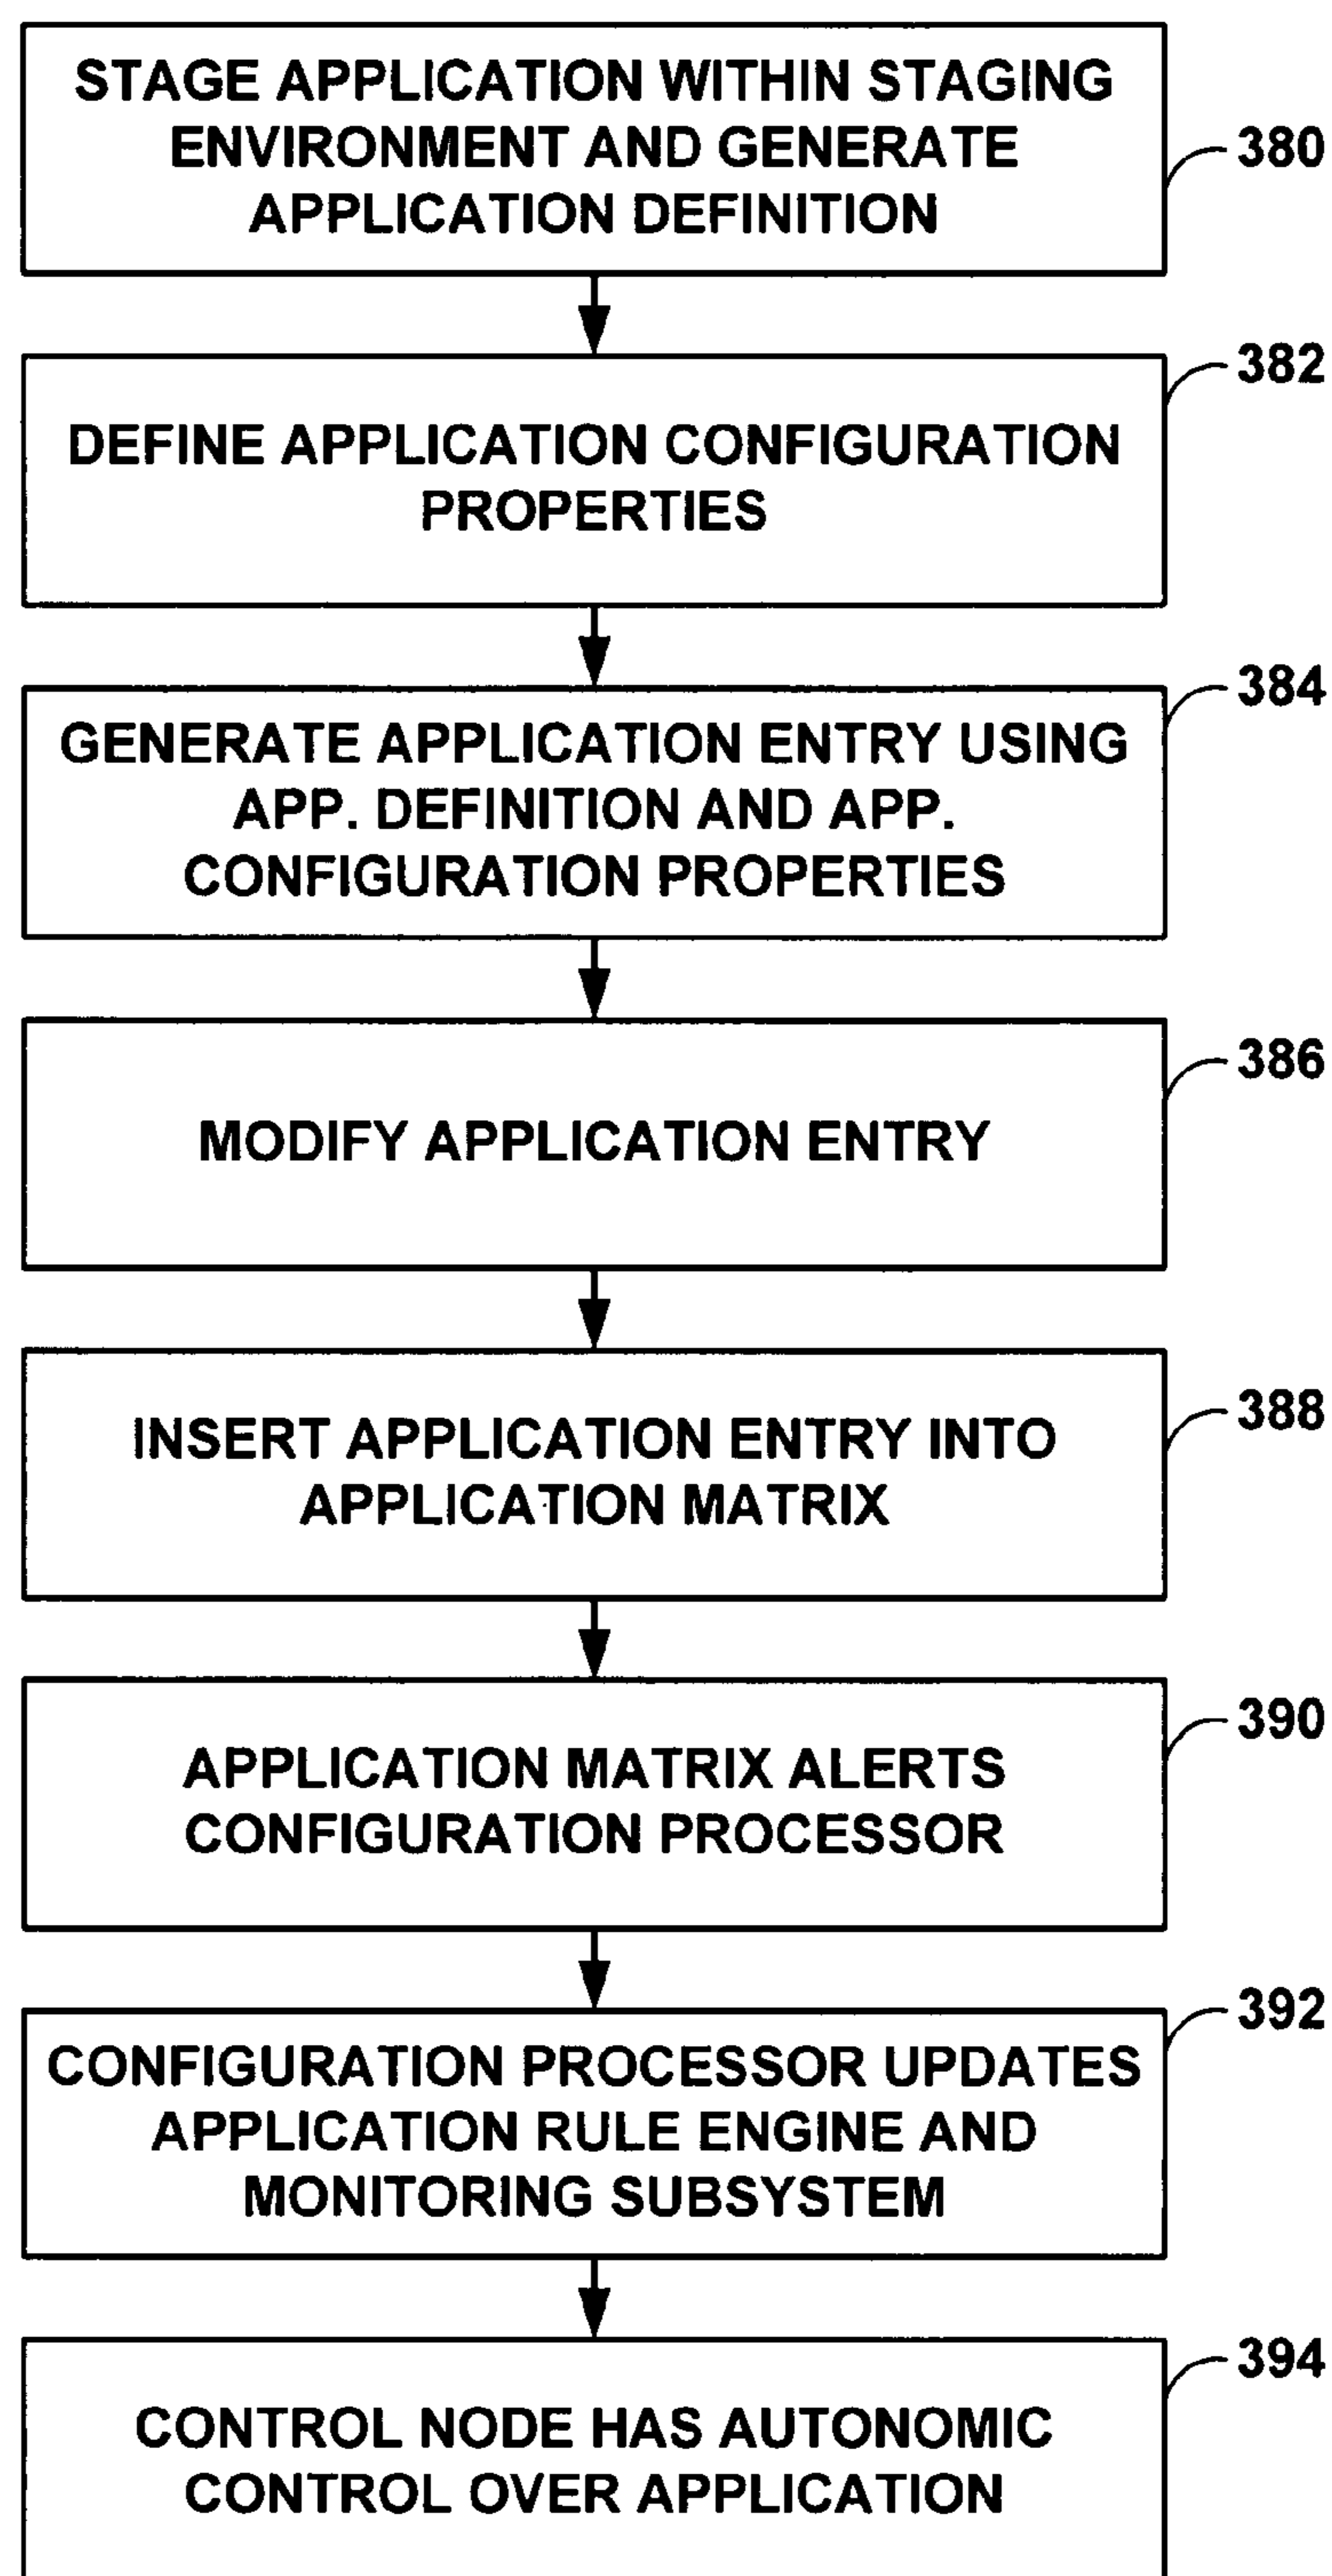 STAGE APPLICATION WITHIN STAGING
ENVIRONMENT AND GENERATE
APPLICATION DEFINITION
380
382
DEFINE APPLICATION CONFIGURATION
PROPERTIES
384
GENERATE APPLICATION ENTRY USING
APP. DEFINITION AND APP.
CONFIGURATION PROPERTIES
386
MODIFY APPLICATION ENTRY
388
INSERT APPLICATION ENTRY INTO
APPLICATION MATRIX
390
APPLICATION MATRIX ALERTS
CONFIGURATION PROCESSOR
392
CONFIGURATION PROCESSOR UPDATES
APPLICATION RULE ENGINE AND
MONITORING SUBSYSTEM
394
CONTROL NODE HAS AUTONOMIC
CONTROL OVER APPLICATION